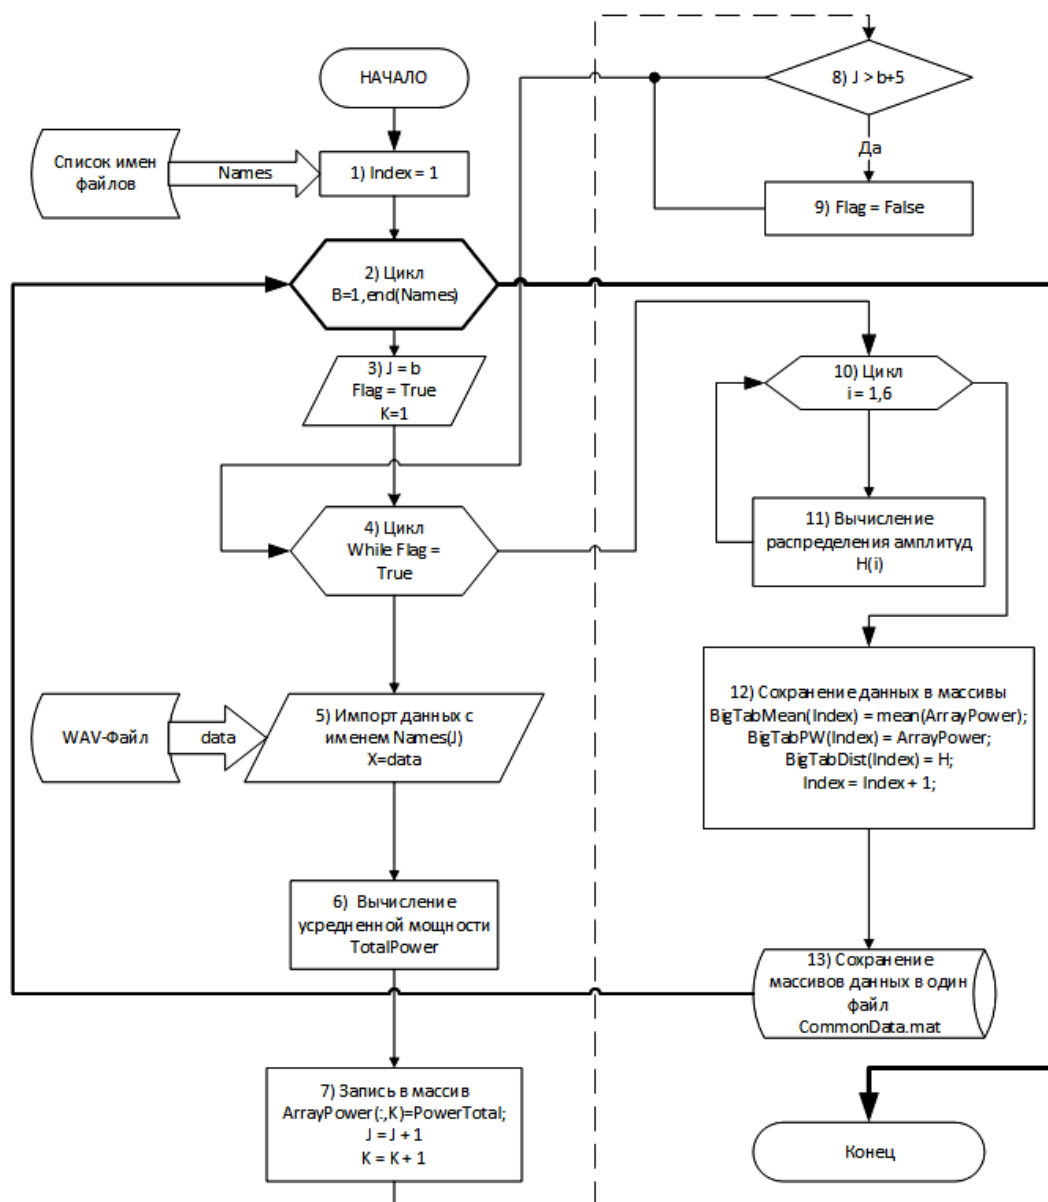 НАЧАЛО
Список имен
файлов
Names
1) Index = 1
2) Цикл
B=1,end(Names)
3) J = b
Flag = True
K=1
4) Цикл
While Flag =
True
WAV-Файл
data
5) Импорт данных с
именем Names(J)
X=data
6) Вычисление
усредненной мощности
TotalPower
7) Запись в массив
ArrayPower(:,K)=PowerTotal;
J = J + 1
K = K + 1
8) J > b+5
Да
9) Flag = False
10) Цикл
i = 1,6
11) Вычисление
распределения амплитуд
H(i)
12) Сохранение данных в массивы
BigTabMean(Index) = mean(ArrayPower);
BigTabPW(Index) = ArrayPower;
BigTabDist(Index) = H;
Index = Index + 1;
13) Сохранение
массивов данных в один
файл
CommonData.mat
Конец